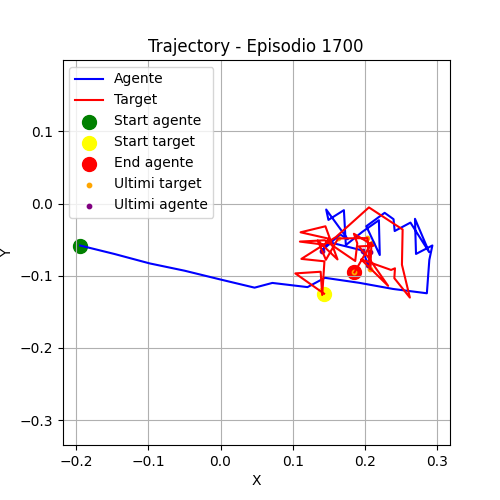 Trajectory - Episodio 1700
Agente
Target
Start agente
Start target
End agente
Ultimi target
Ultimi agente
0.1
0.0
−0.1
−0.2
−0.3
Y
−0.2
−0.1
0.0
0.1
0.2
0.3
X